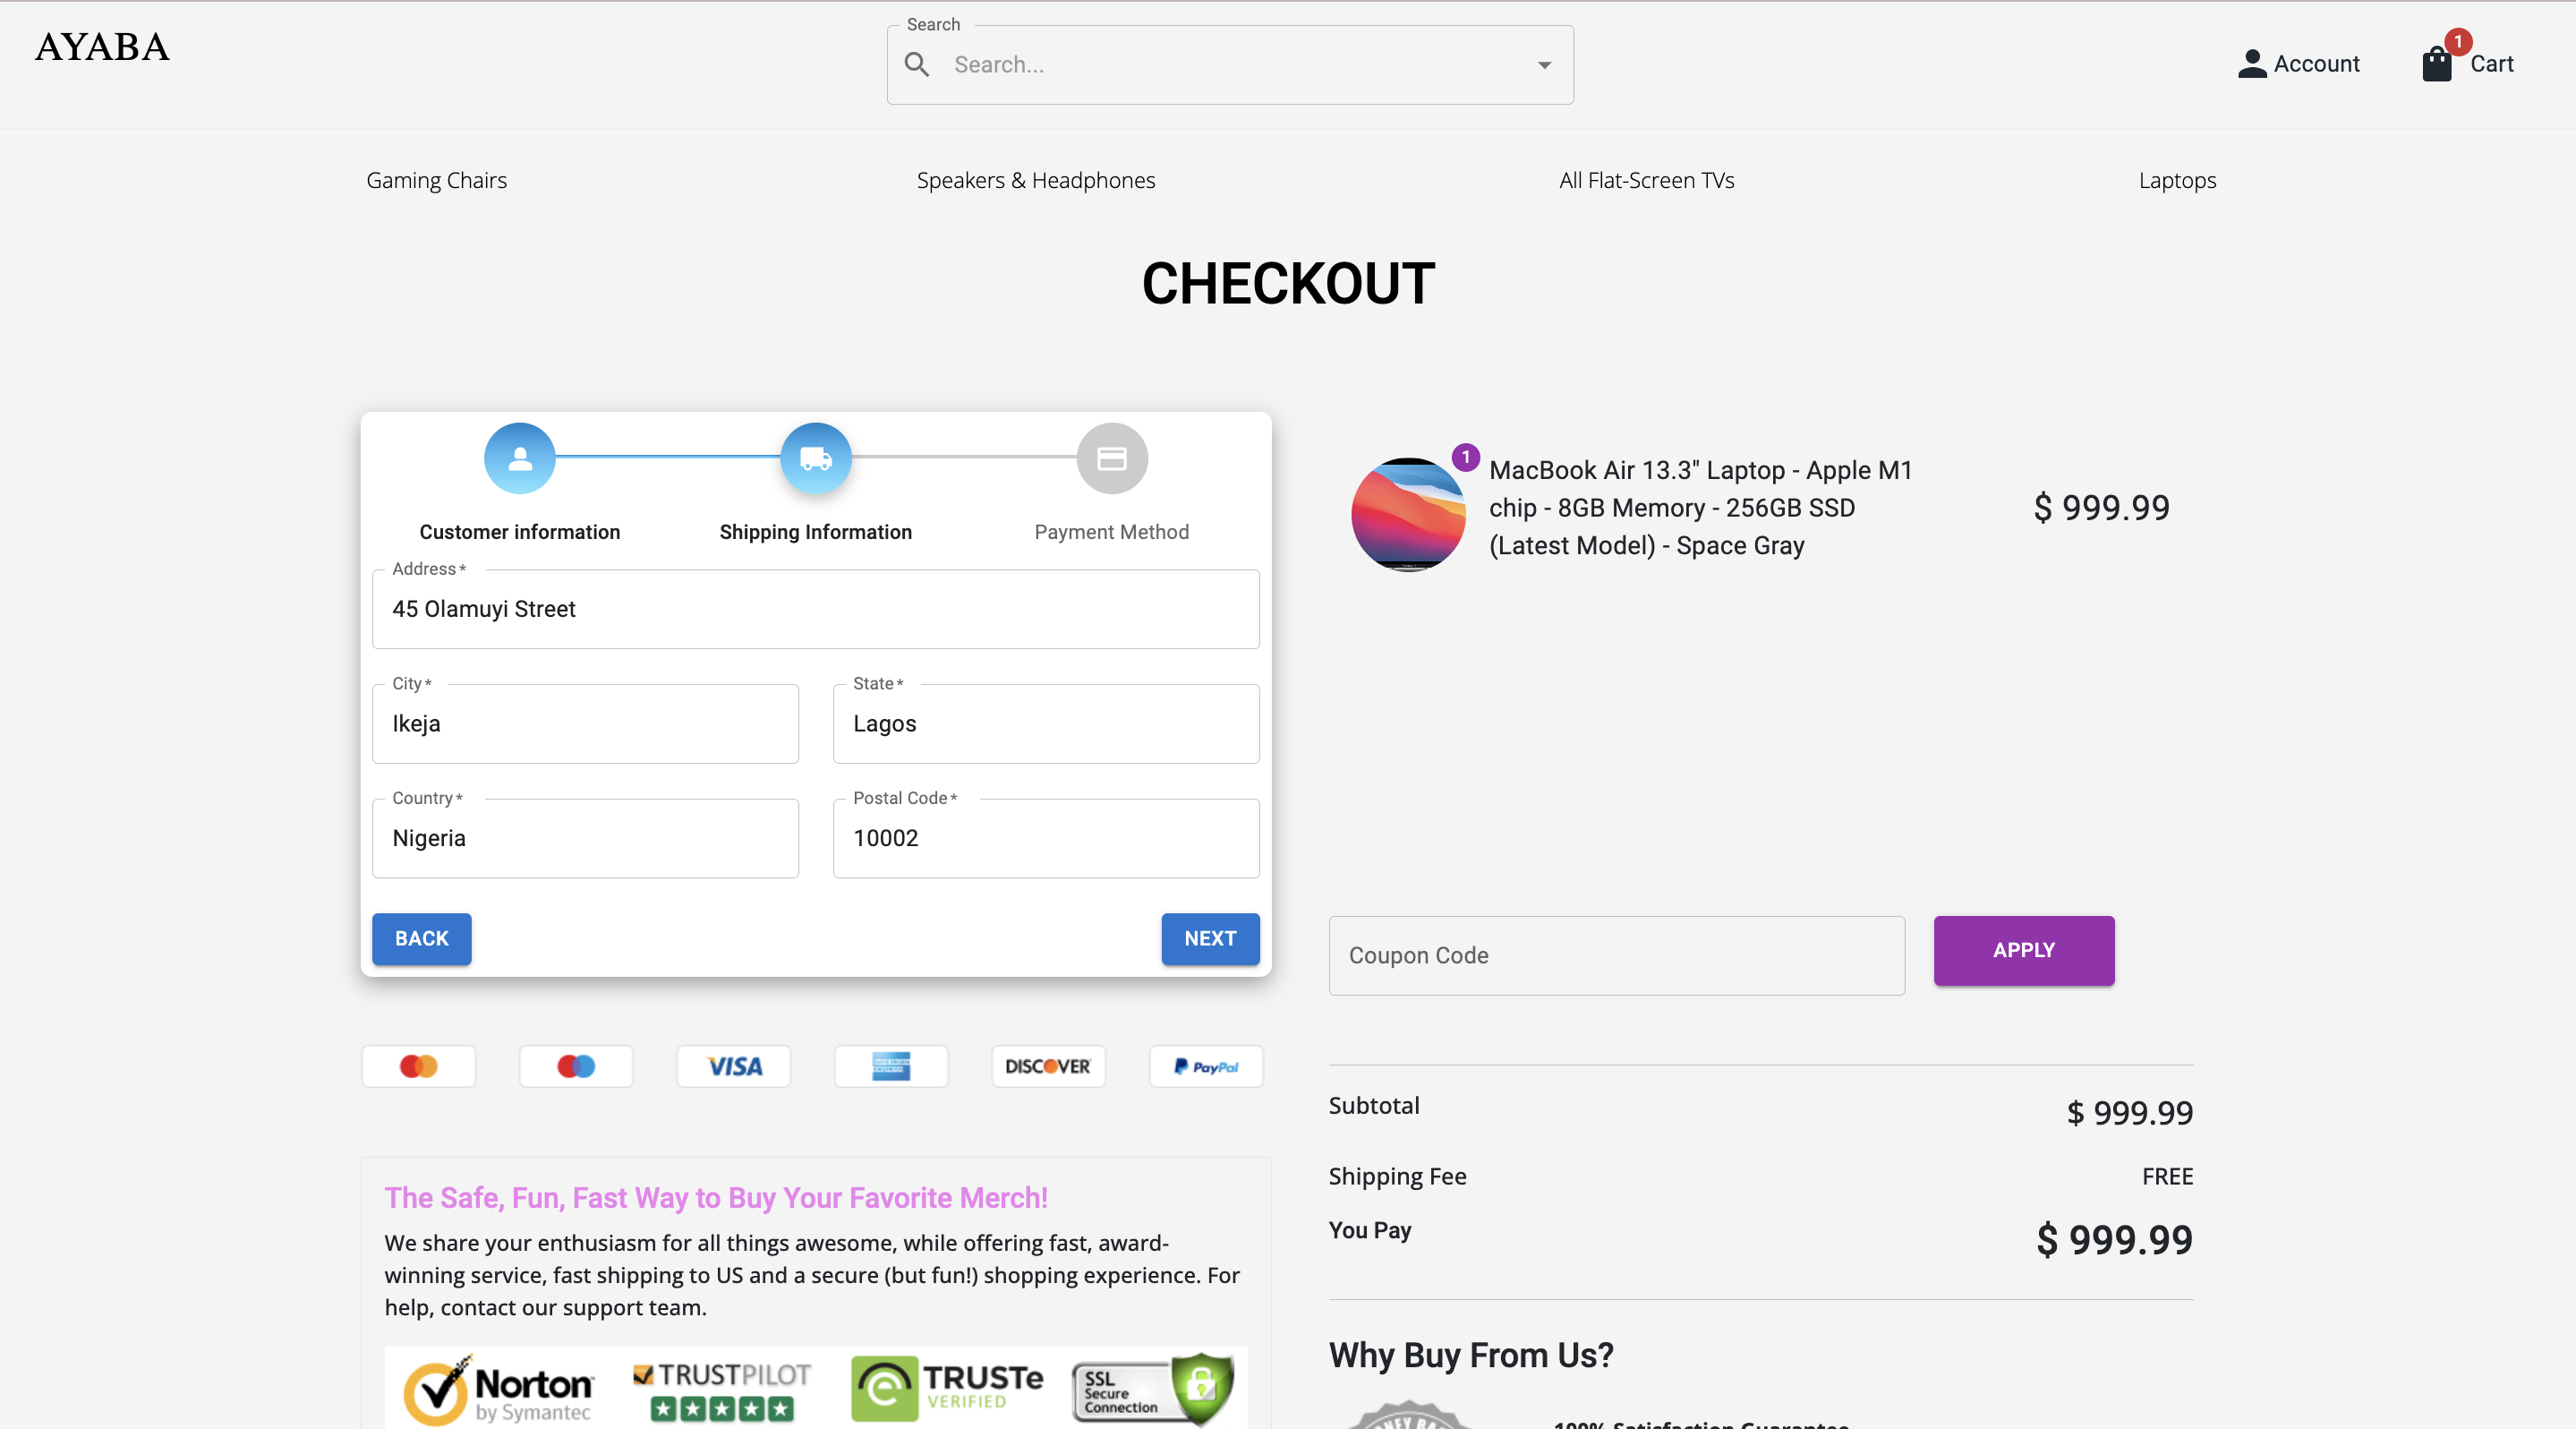 AYABA
Search
Search...
Account
1
Cart
Gaming Chairs
Speakers & Headphones
All Flat-Screen TVs
Laptops
CHECKOUT
Customer information
Shipping Information
Payment Method
Address *
45 Olamuyi Street
City *
Ikeja
State *
Lagos
Country *
Nigeria
Postal Code *
10002
BACK
NEXT
VISA
AMERICAN EXPRESS
DISCOVER
PayPal
The Safe, Fun, Fast Way to Buy Your Favorite Merch!
We share your enthusiasm for all things awesome, while offering fast, award-
winning service, fast shipping to US and a secure (but fun!) shopping experience. For
help, contact our support team.
Norton
by Symantec
TRUSTPILOT
TRUSTe
VERIFIED
SSL
Secure
Connection
1
MacBook Air 13.3" Laptop - Apple M1
chip - 8GB Memory - 256GB SSD
(Latest Model) - Space Gray
$ 999.99
Coupon Code
APPLY
Subtotal
$ 999.99
Shipping Fee
FREE
You Pay
$ 999.99
Why Buy From Us?
100% Satisfaction Guarantee